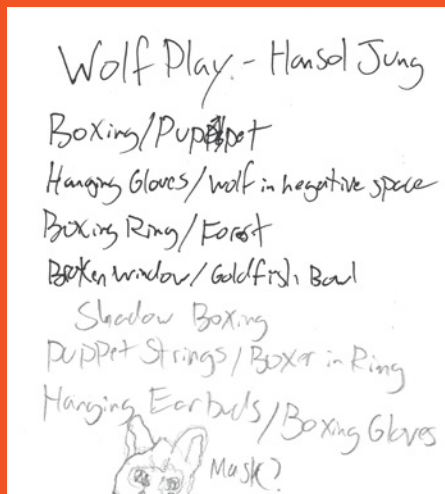 Wolf Play. - Hansol Jung
Boxing/Puppet
Hanging Gloves/wolf in negative space
Boxing Ring/Forest
Broken window/Goldfish Bowl
Shadow Boxing
Puppet Strings/Boxer in Ring
Hanging Earbuds/Boxing Gloves
Mask?